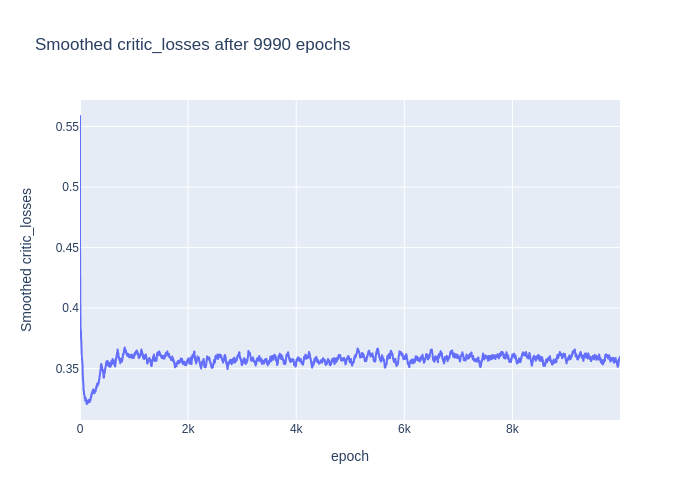 Smoothed critic_losses after 9990 epochs
Smoothed critic_losses
0.55
0.5
0.45
0.4
0.35
0
2k
4k
6k
8k
epoch